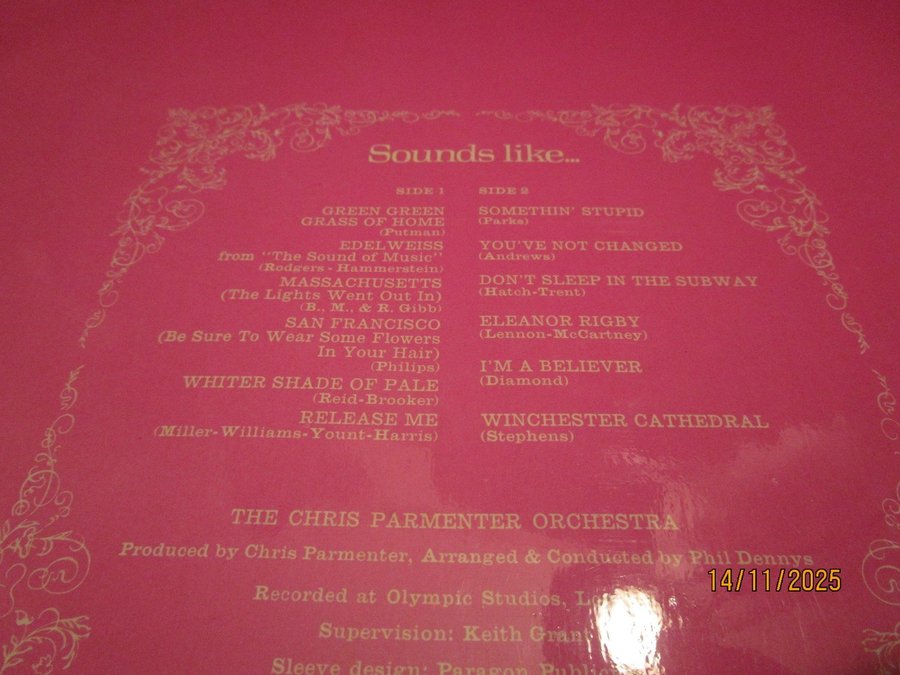 Sounds like...
SIDE 1
GREEN GREEN
GRASS OF HOME
(Putman)
EDELWEISS
from "The Sound of Music"
(Rodgers - Hammerstein)
MASSACHUSETTS
(The Lights Went Out In)
(B., M., & R. Gibb)
SAN FRANCISCO
(Be Sure To Wear Some Flowers
In Your Hair)
(Philips)
WHITER SHADE OF PALE
(Reid-Brooker)
RELEASE ME
(Miller-Williams-Yount-Harris)
SIDE 2
SOMETHIN' STUPID
(Parks)
YOU'VE NOT CHANGED
(Andrews)
DON'T SLEEP IN THE SUBWAY
(Hatch-Trent)
ELEANOR RIGBY
(Lennon-McCartney)
I'M A BELIEVER
(Diamond)
WINCHESTER CATHEDRAL
(Stephens)
THE CHRIS PARMENTER ORCHESTRA
Produced by Chris Parmenter, Arranged & Conducted by Phil Dennys
Recorded at Olympic Studios,
Supervision: Keith
Sleeve design: Paragon
14/11/2025